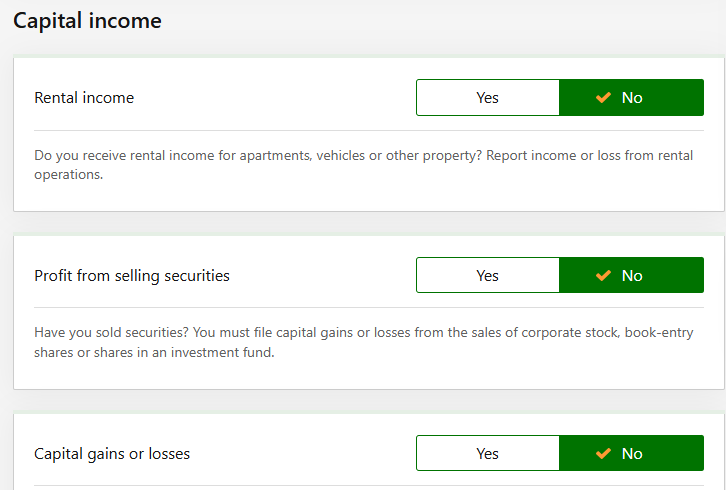 Capital income
Rental income
Yes
No
Do you receive rental income for apartments, vehicles or other property? Report income or loss from rental
operations.
Profit from selling securities
Yes
No
Have you sold securities? You must file capital gains or losses from the sales of corporate stock, book-entry
shares or shares in an investment fund.
Capital gains or losses
Yes
No